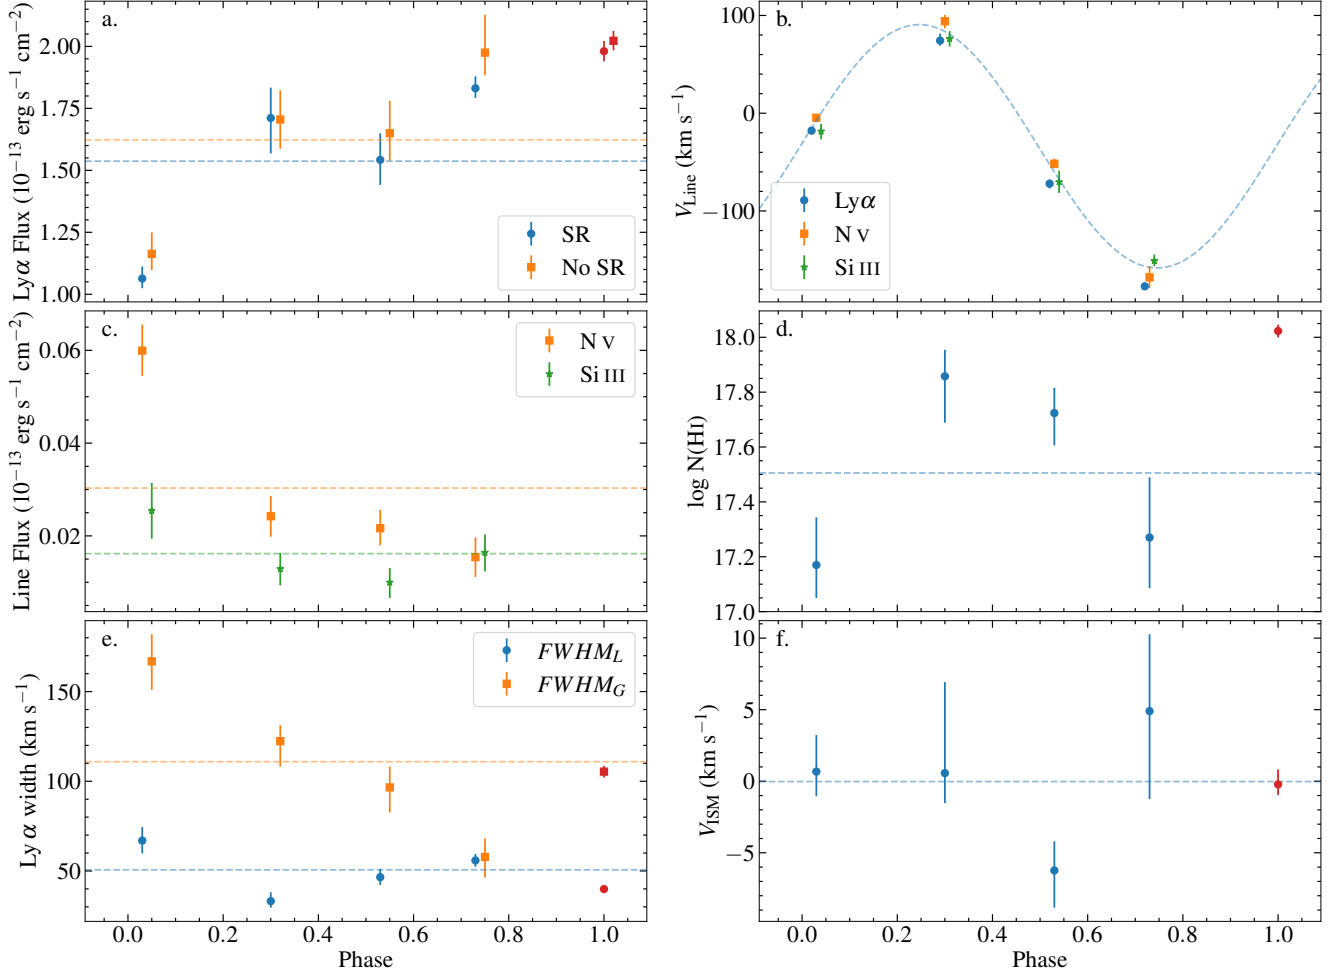 a.
2.00
1.75
1.50
1.25
1.00
Lyα Flux (10⁻¹³ erg s⁻¹ cm⁻²)
SR
No SR
b.
100
0
−100
V_Line (km s⁻¹)
Lyα
N V
Si III
c.
0.06
0.04
0.02
Line Flux (10⁻¹³ erg s⁻¹ cm⁻²)
N V
Si III
d.
18.0
17.8
17.6
17.4
17.2
17.0
log N(HI)
e.
150
100
50
Ly α width (km s⁻¹)
FWHM_L
FWHM_G
0.0 0.2 0.4 0.6 0.8 1.0
Phase
f.
10
5
0
−5
V_ISM (km s⁻¹)
0.0 0.2 0.4 0.6 0.8 1.0
Phase